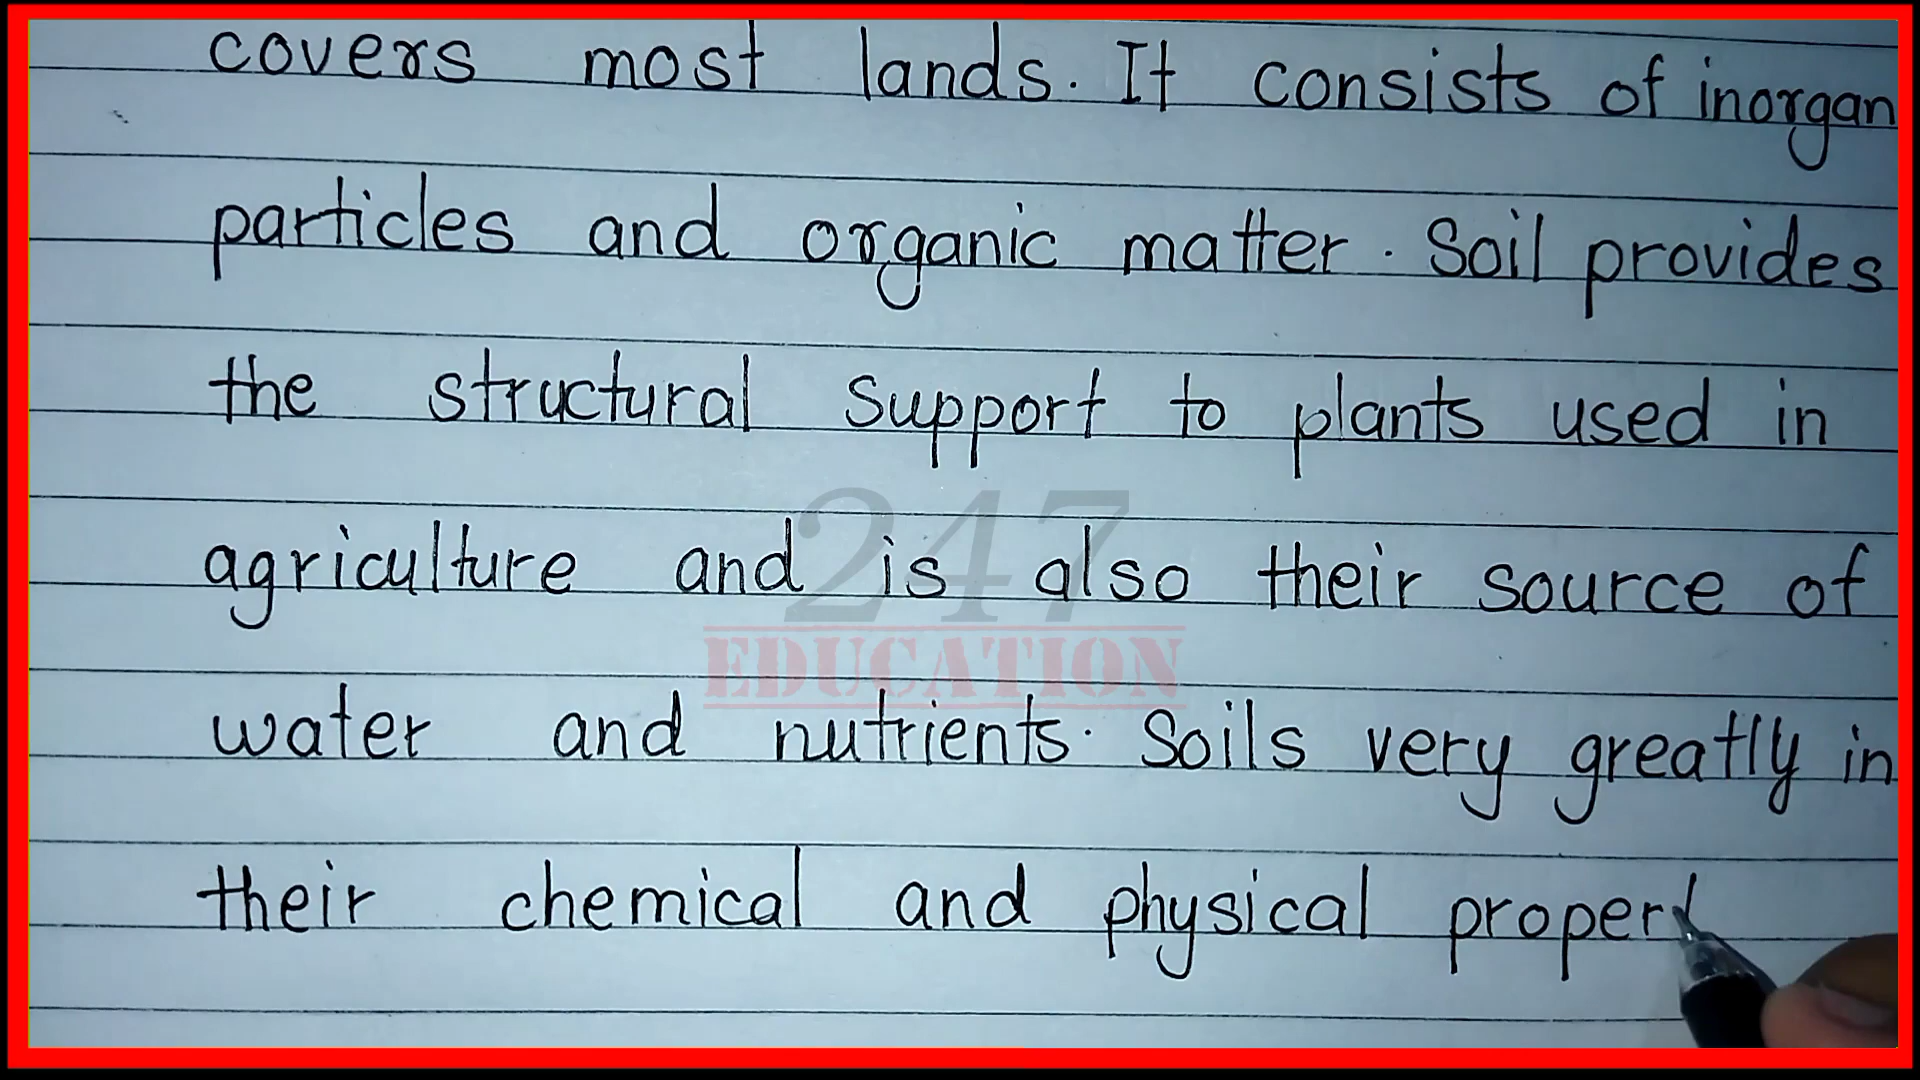 covers most lands. It consists of inorgan
particles and organic matter. Soil provides
the structural support to plants used in
agriculture and is also their source of
247
EDUCATION
water and nutrients. Soils very greatly in
their chemical and physical propert